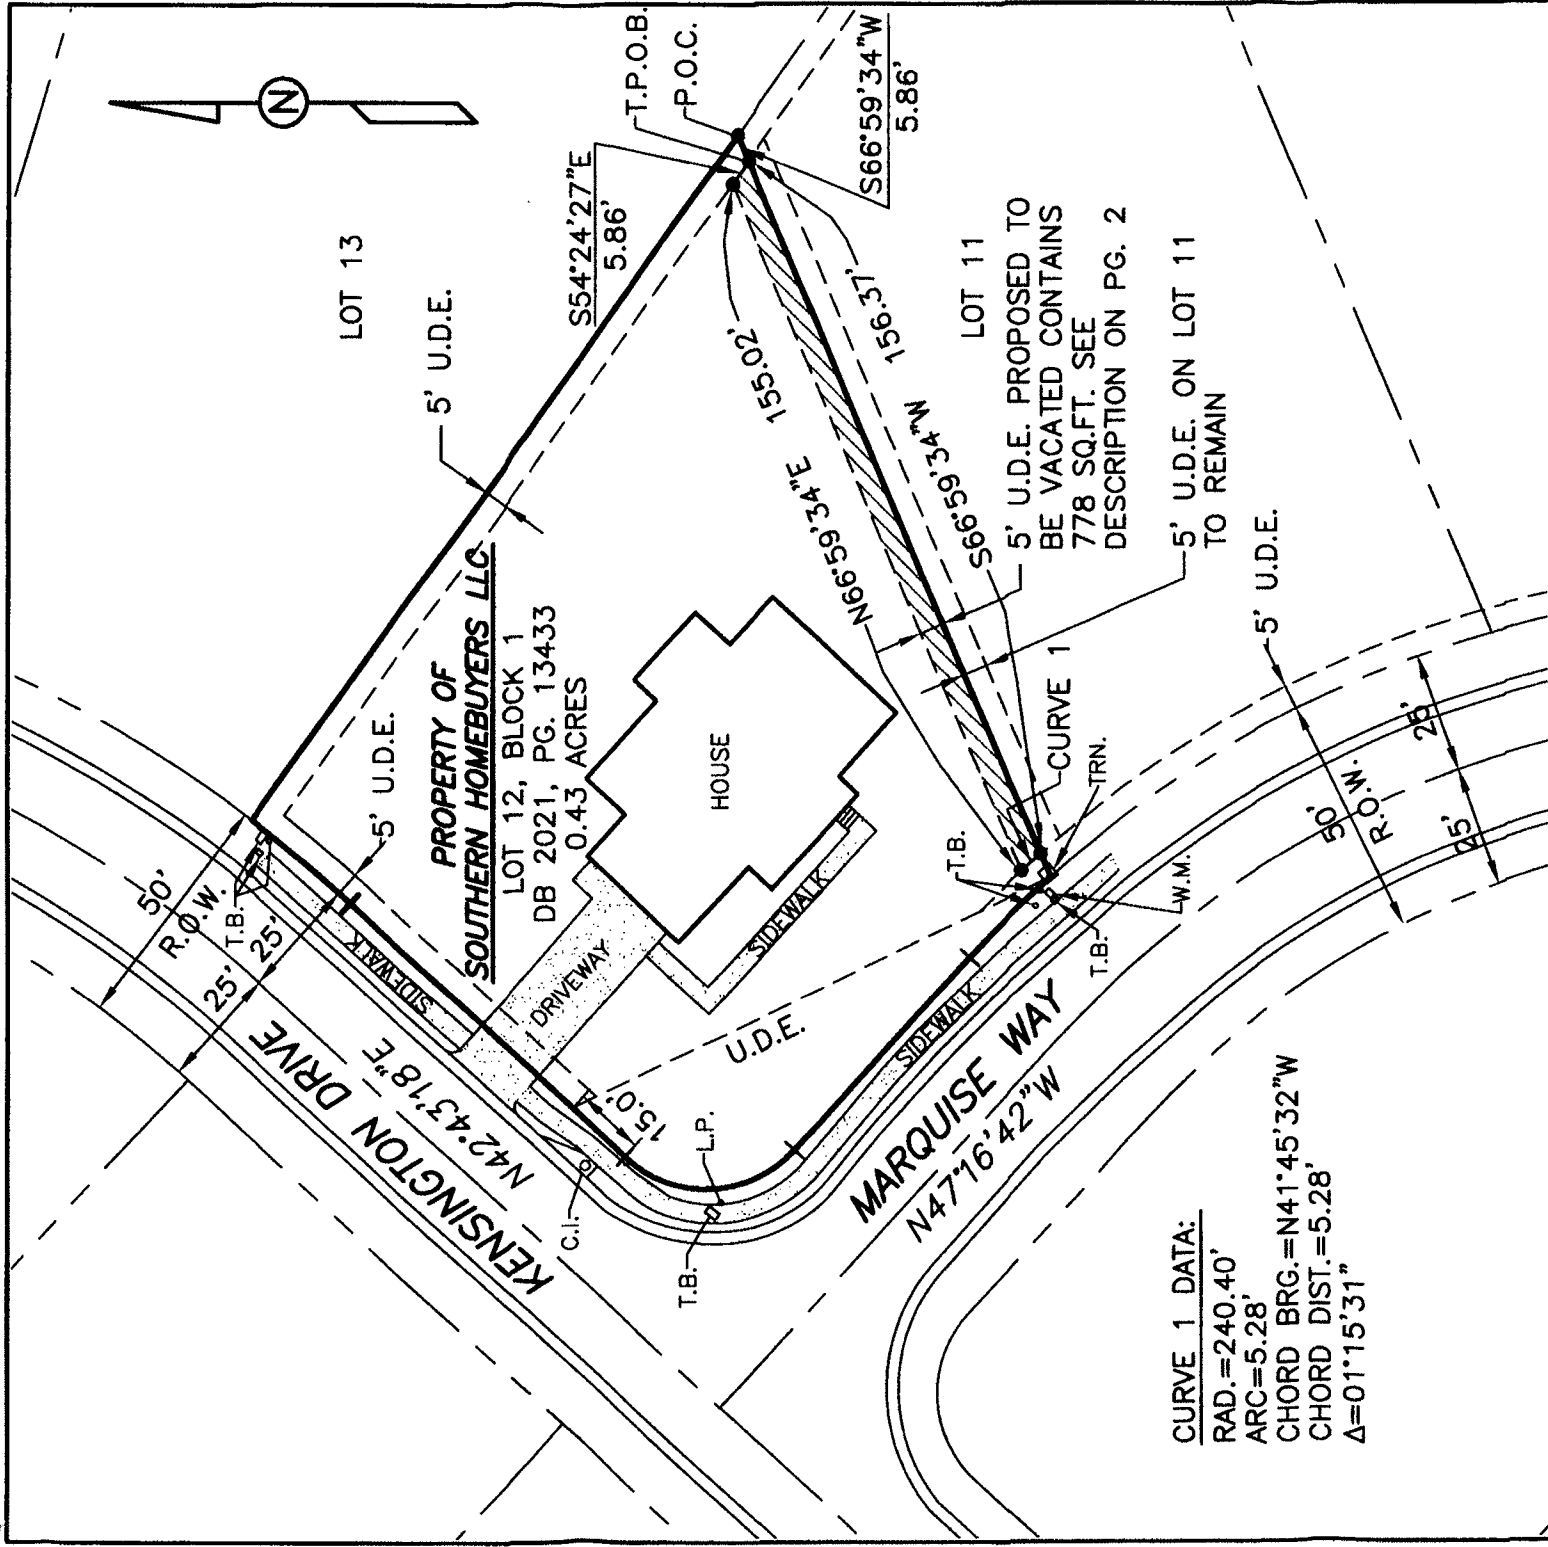 N
LOT 13
5' U.D.E.
S54°24'27"E
5.86'
T.P.O.B.
P.O.C.
S66°59'34"W
5.86'
PROPERTY OF
SOUTHERN HOMEBUYERS LLC
LOT 12, BLOCK 1
DB 2021, PG. 13433
0.43 ACRES
5' U.D.E.
50'
R.O.W.
25'
25'
T.B.
SIDEWALK
KENSINGTON DRIVE
N42°43'18"E
DRIVEWAY
HOUSE
SIDEWALK
15.0'
U.D.E.
C.I.
T.B.
L.P.
SIDEWALK
MARQUISE WAY
N47°16'42"W
N66°59'34"E 155.02'
S66°59'34"W 156.37'
LOT 11
5' U.D.E. PROPOSED TO
BE VACATED CONTAINS
778 SQ.FT. SEE
DESCRIPTION ON PG. 2
5' U.D.E. ON LOT 11
TO REMAIN
CURVE 1
T.B.
TRN.
W.M.
T.B.
5' U.D.E.
50'
R.O.W.
25'
25'
CURVE 1 DATA:
RAD.=240.40'
ARC=5.28'
CHORD BRG.=N41°45'32"W
CHORD DIST.=5.28'
Δ=01°15'31"